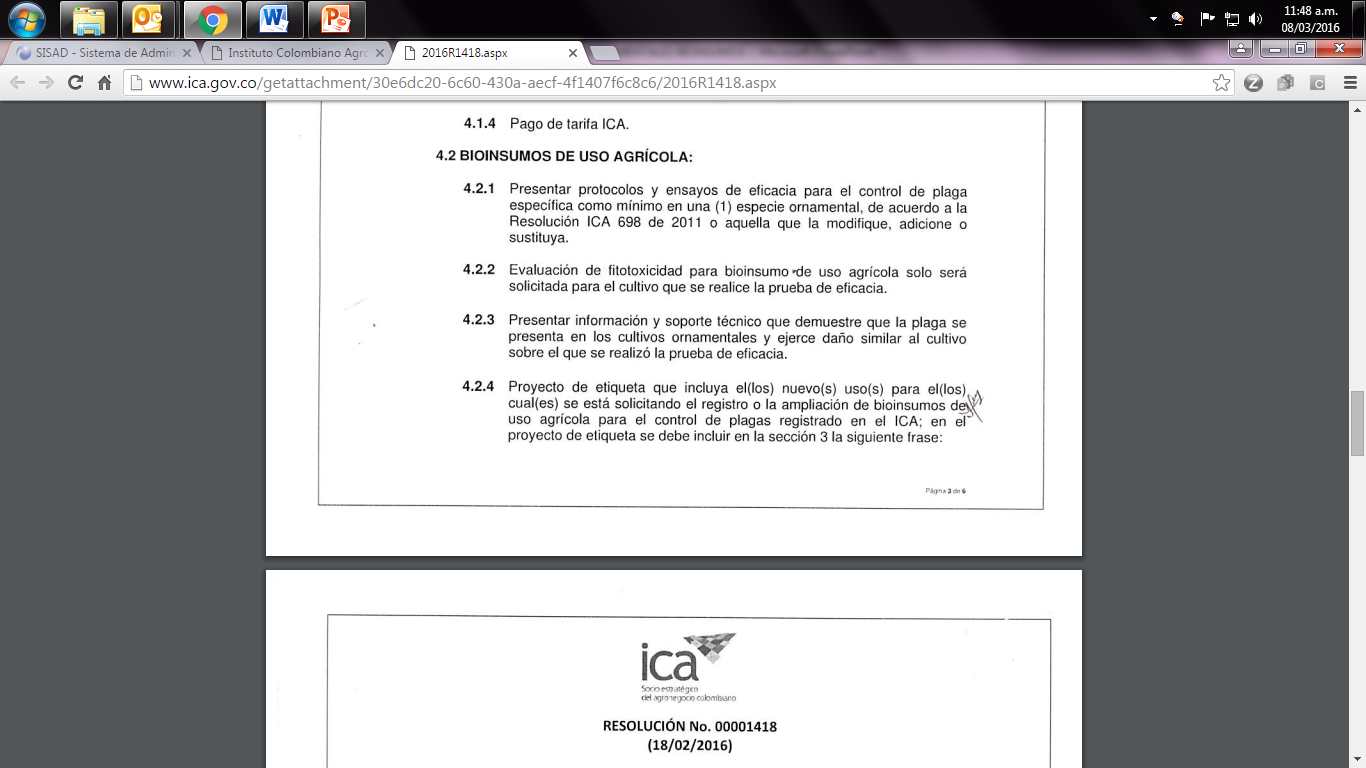 11:48 a.m.
08/03/2016
SISAD - Sistema de Admin
Instituto Colombiano Agro
2016R1418.aspx
www.ica.gov.co/getattachment/30e6dc20-6c60-430a-aecf-4f1407f6c8c6/2016R1418.aspx
4.1.4 Pago de tarifa ICA.
4.2 BIOINSUMOS DE USO AGRÍCOLA:
4.2.1 Presentar protocolos y ensayos de eficacia para el control de plaga
específica como mínimo en una (1) especie ornamental, de acuerdo a la
Resolución ICA 698 de 2011 o aquella que la modifique, adicione o
sustituya.
4.2.2 Evaluación de fitotoxicidad para bioinsumo de uso agrícola solo será
solicitada para el cultivo que se realice la prueba de eficacia.
4.2.3 Presentar información y soporte técnico que demuestre que la plaga se
presenta en los cultivos ornamentales y ejerce daño similar al cultivo
sobre el que se realizó la prueba de eficacia.
4.2.4 Proyecto de etiqueta que incluya el(los) nuevo(s) uso(s) para el(los)
cual(es) se está solicitando el registro o la ampliación de bioinsumos de
uso agrícola para el control de plagas registrado en el ICA; en el
proyecto de etiqueta se debe incluir en la sección 3 la siguiente frase:
Página 3 de 6
ica
Socio estratégico
del agronegocio colombiano
RESOLUCIÓN No. 00001418
(18/02/2016)